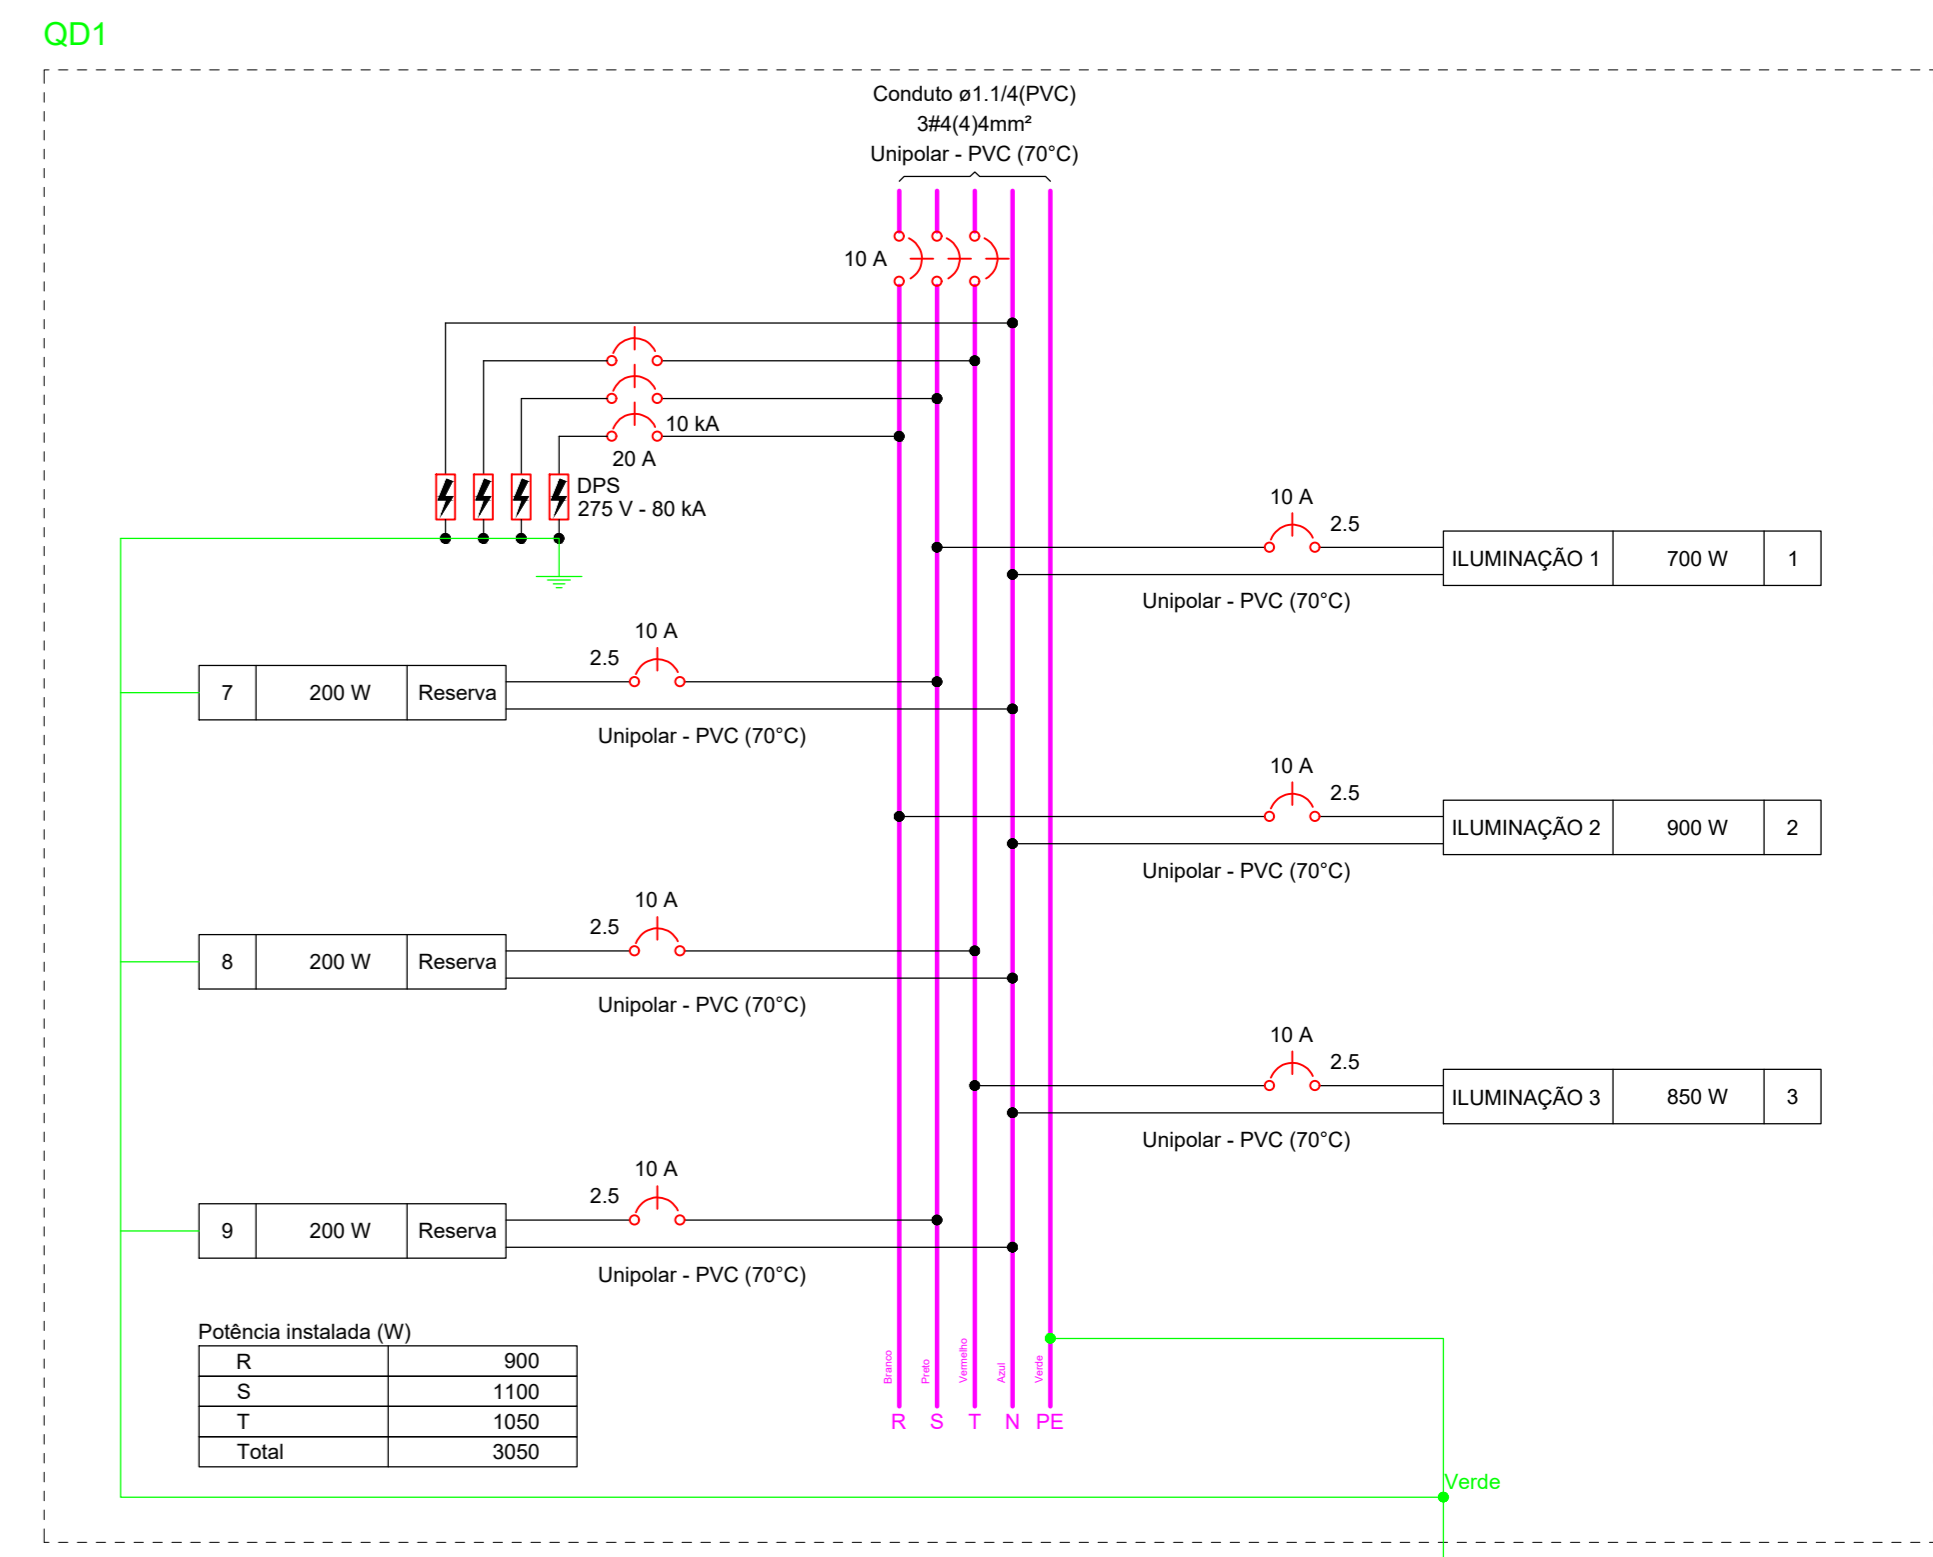 QD1
Conduto ø1.1/4(PVC)
3#4(4)4mm²
Unipolar - PVC (70°C)
10 A
10 kA
20 A
DPS
275 V - 80 kA
10 A
2.5
ILUMINAÇÃO 1 700 W 1
Unipolar - PVC (70°C)
10 A
2.5
7 200 W Reserva
Unipolar - PVC (70°C)
10 A
2.5
ILUMINAÇÃO 2 900 W 2
Unipolar - PVC (70°C)
10 A
2.5
8 200 W Reserva
Unipolar - PVC (70°C)
10 A
2.5
ILUMINAÇÃO 3 850 W 3
Unipolar - PVC (70°C)
10 A
2.5
9 200 W Reserva
Unipolar - PVC (70°C)
Potência instalada (W)
R 900
S 1100
T 1050
Total 3050
Branco
Preto
Vermelho
Azul
Verde
R S T N PE
Verde